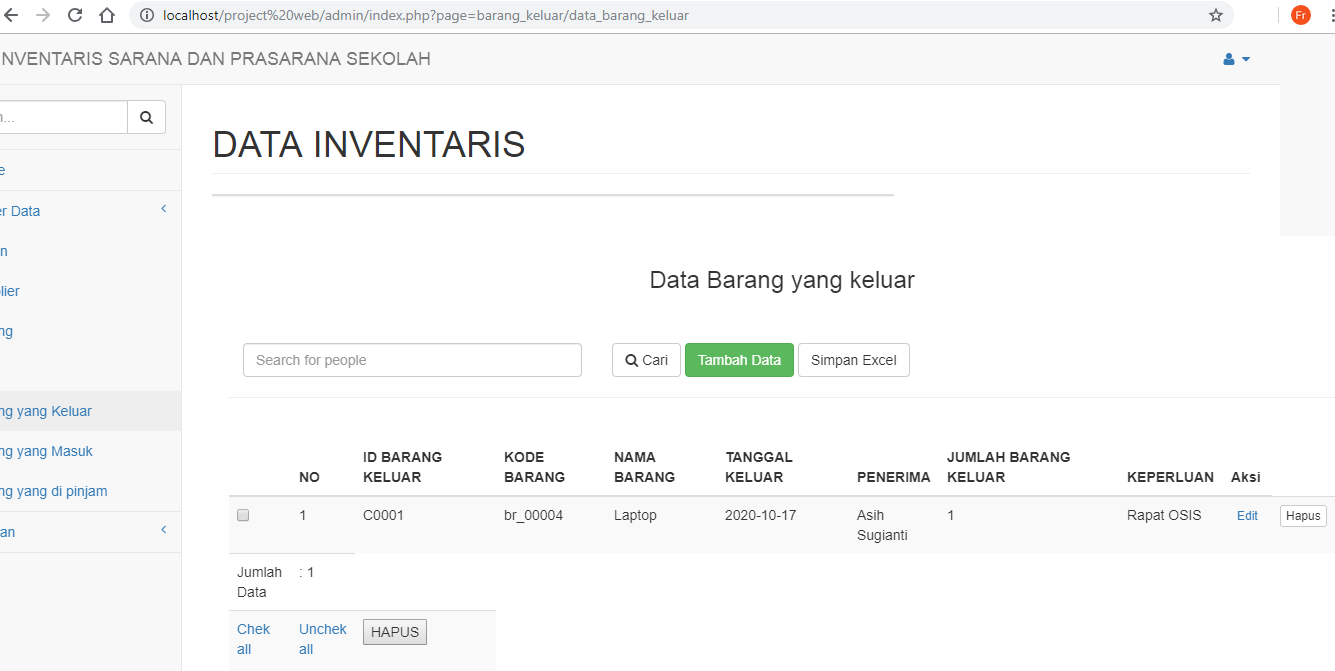 localhost/project%20web/admin/index.php?page=barang_keluar/data_barang_keluar
Fr
NVENTARIS SARANA DAN PRASARANA SEKOLAH
n...
DATA INVENTARIS
e
er Data
n
lier
ng
ng yang Keluar
ng yang Masuk
ng yang di pinjam
an
Data Barang yang keluar
Search for people
Cari
Tambah Data
Simpan Excel
NO
ID BARANG
KELUAR
KODE
BARANG
NAMA
BARANG
TANGGAL
KELUAR
PENERIMA
JUMLAH BARANG
KELUAR
KEPERLUAN
Aksi
1
C0001
br_00004
Laptop
2020-10-17
Asih
Sugianti
1
Rapat OSIS
Edit
Hapus
Jumlah
Data
: 1
Chek
all
Unchek
all
HAPUS